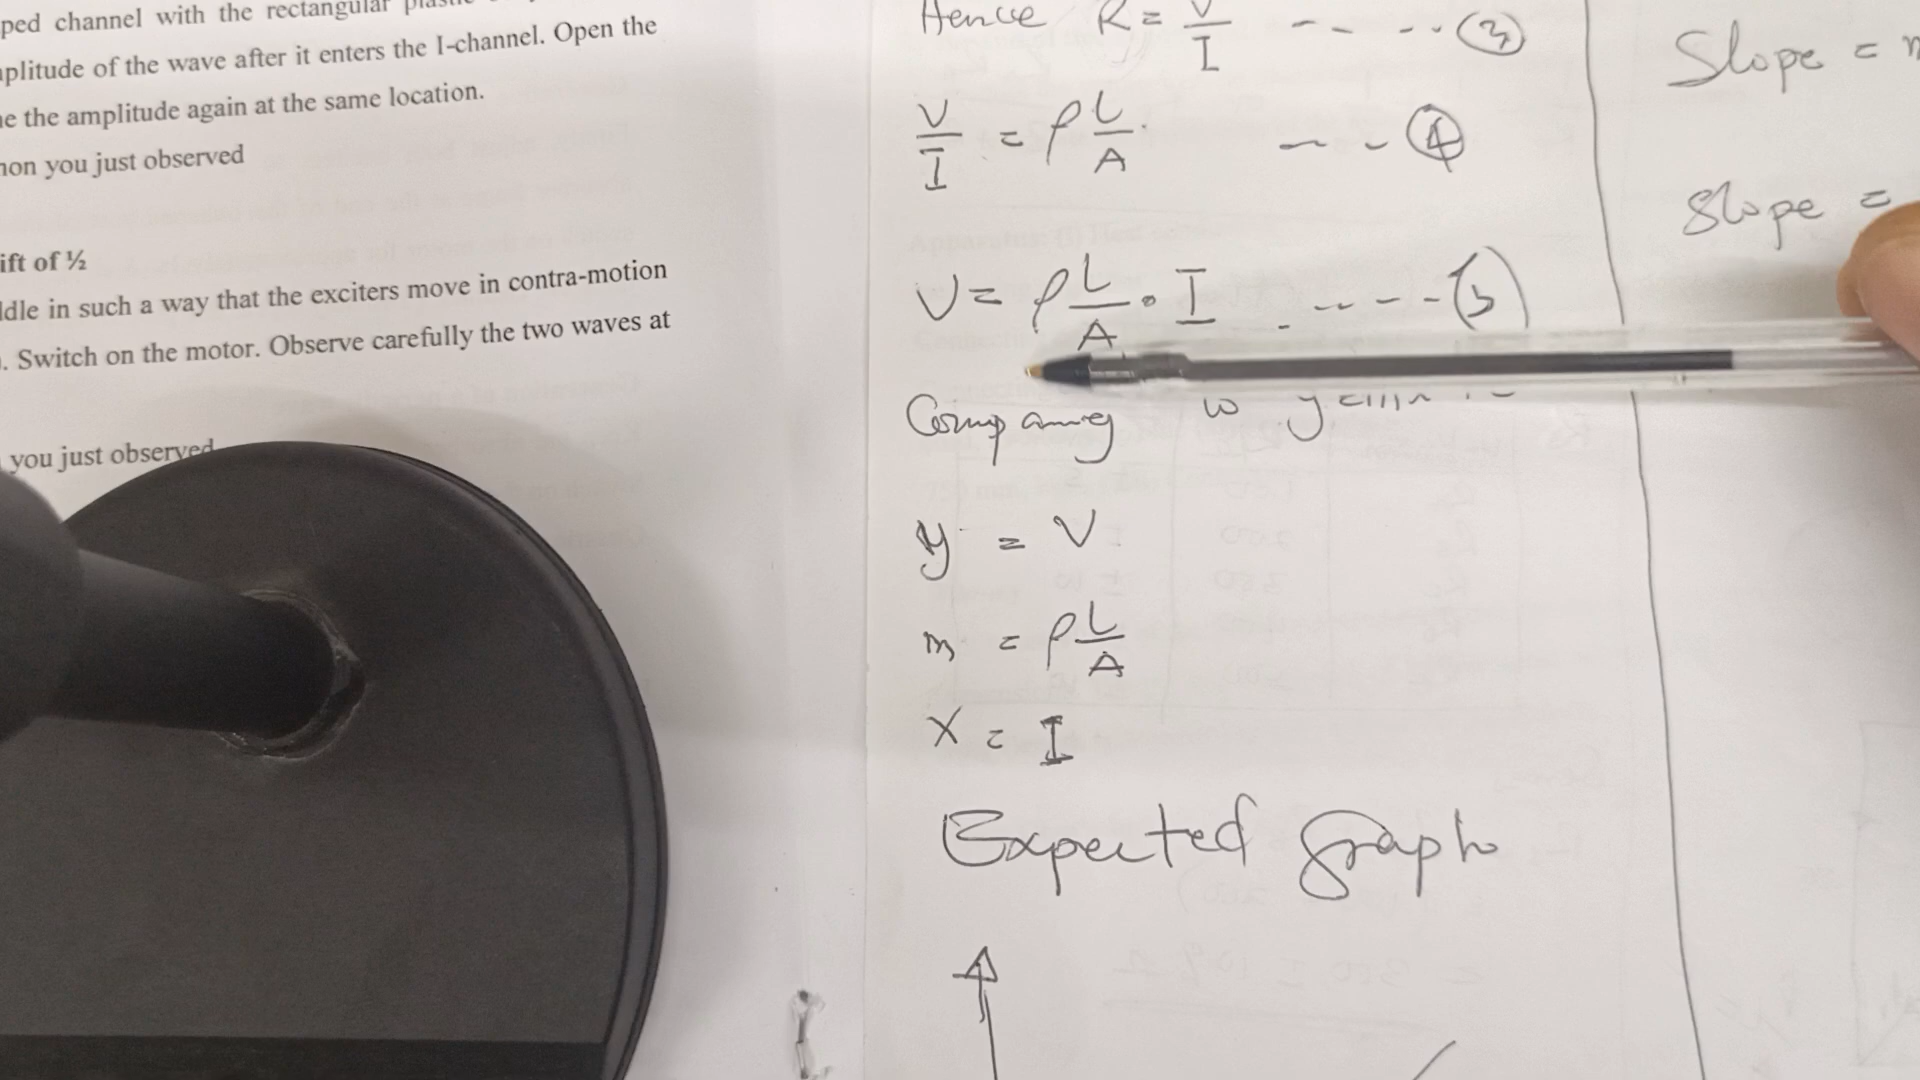 ped channel with the rectangular
plitude of the wave after it enters the I-channel. Open the
e the amplitude again at the same location.
non you just observed
ift of ½
ddle in such a way that the exciters move in contra-motion
. Switch on the motor. Observe carefully the two waves at
you just observed
Hence R = V/I ---- (3)
V/I = ρ L/A -- (4)
V = ρ L/A . I ---- (5)
Comparing to y = mx
y = V
m = ρ L/A
x = I
Expected graph
Slope =
Slope =